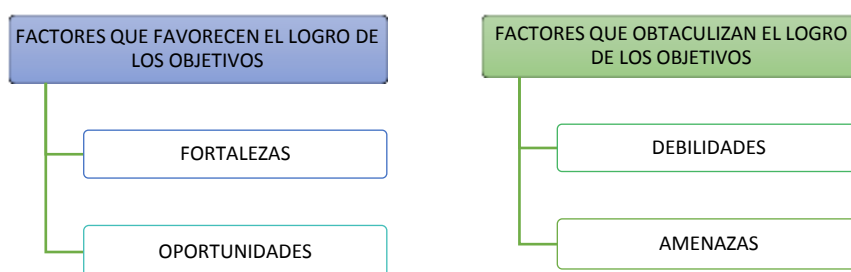 FACTORES QUE FAVORECEN EL LOGRO DE
LOS OBJETIVOS
FORTALEZAS
OPORTUNIDADES
FACTORES QUE OBTACULIZAN EL LOGRO
DE LOS OBJETIVOS
DEBILIDADES
AMENAZAS